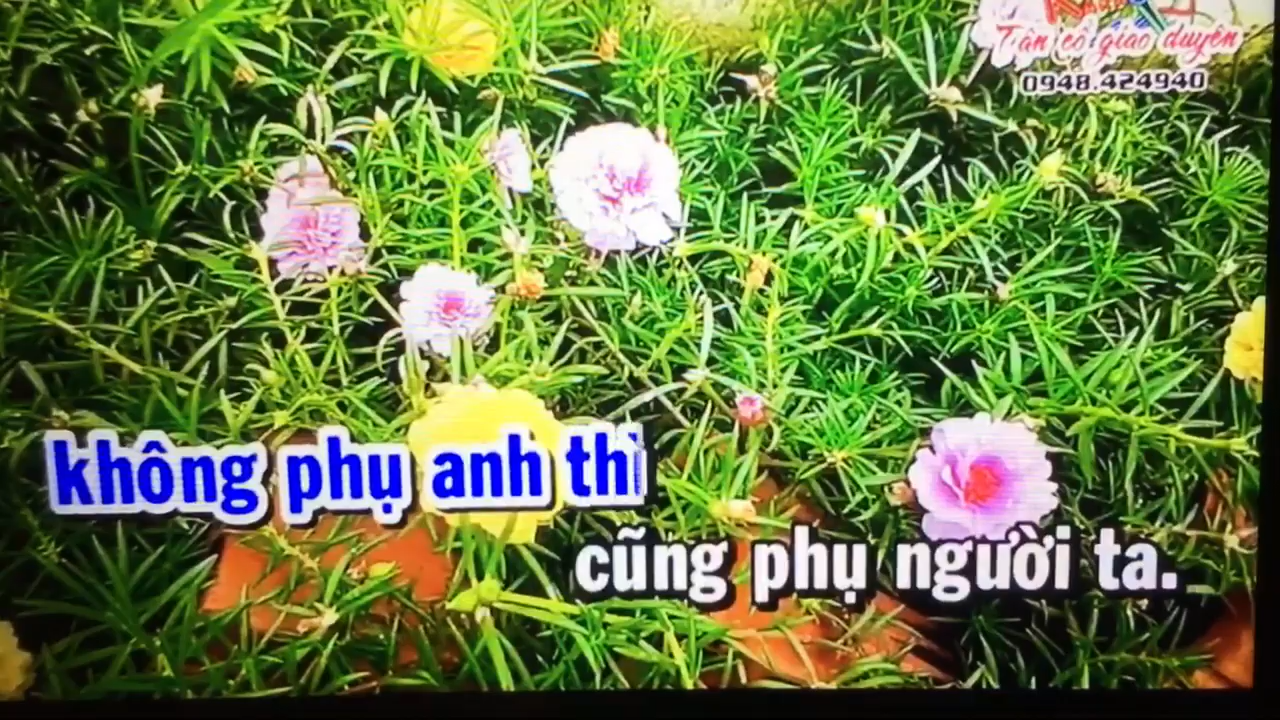 Tân cổ giao duyên
0948.424940
không phụ anh thì
cũng phụ người ta.